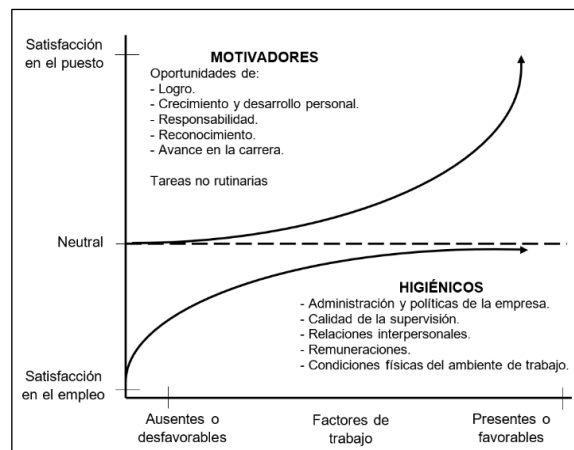 Satisfacción
en el puesto
MOTIVADORES
Oportunidades de:
- Logro.
- Crecimiento y desarrollo personal.
- Responsabilidad.
- Reconocimiento.
- Avance en la carrera.
Tareas no rutinarias
Neutral
HIGIÉNICOS
- Administración y políticas de la empresa.
- Calidad de la supervisión.
- Relaciones interpersonales.
- Remuneraciones.
- Condiciones físicas del ambiente de trabajo.
Satisfacción
en el empleo
Ausentes o
desfavorables
Factores de
trabajo
Presentes o
favorables